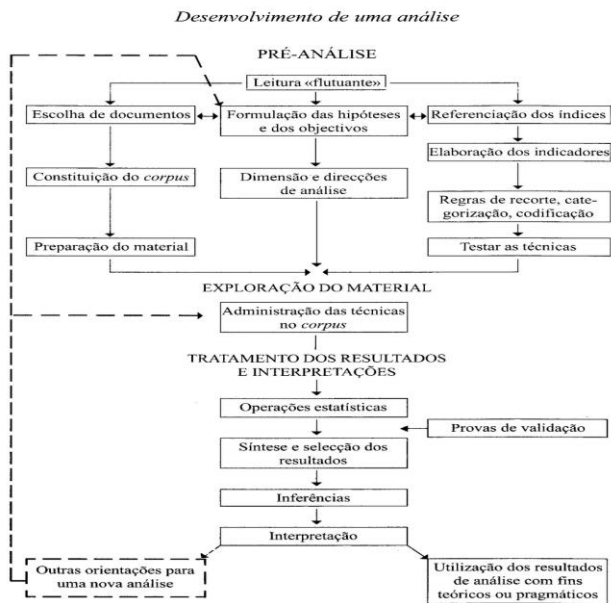 Desenvolvimento de uma análise
PRÉ-ANÁLISE
Leitura «flutuante»
Escolha de documentos
Formulação das hipóteses
e dos objectivos
Referenciação dos índices
Elaboração dos indicadores
Constituição do corpus
Dimensão e direcções
de análise
Regras de recorte, cate-
gorização, codificação
Preparação do material
Testar as técnicas
EXPLORAÇÃO DO MATERIAL
Administração das técnicas
no corpus
TRATAMENTO DOS RESULTADOS
E INTERPRETAÇÕES
Operações estatísticas
Provas de validação
Síntese e selecção dos
resultados
Inferências
Interpretação
Outras orientações para
uma nova análise
Utilização dos resultados
de análise com fins
teóricos ou pragmáticos